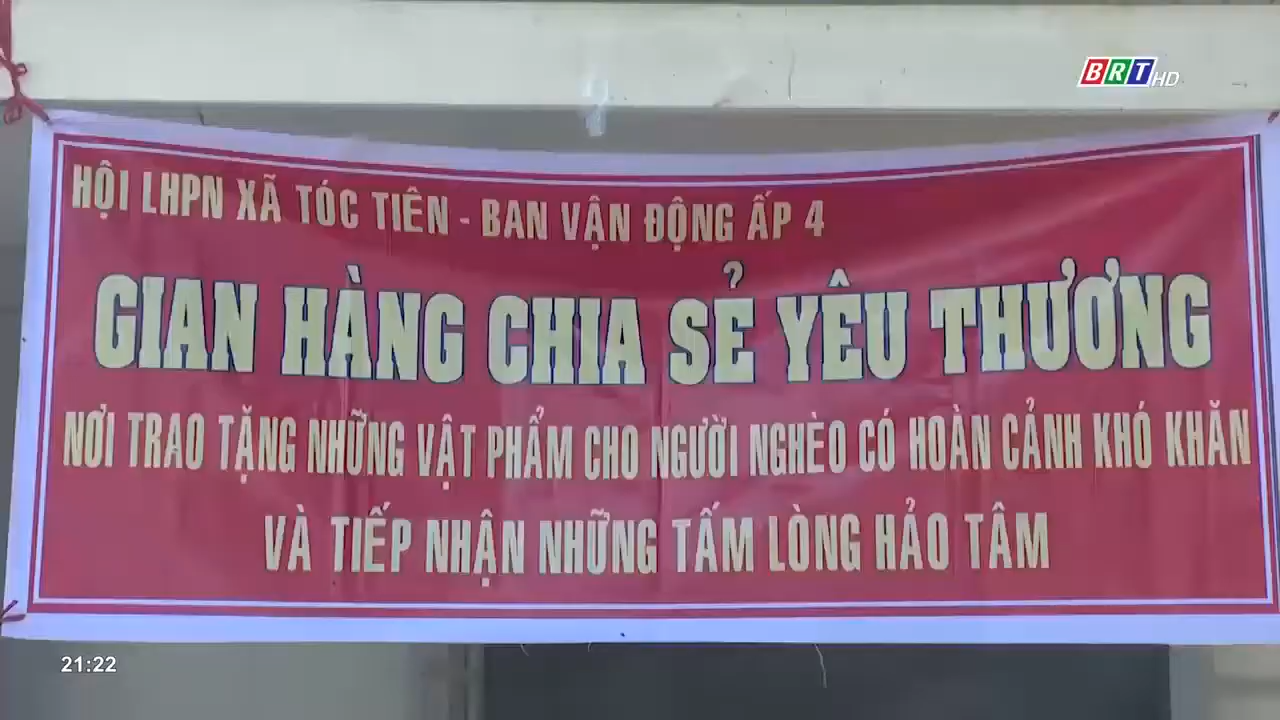 BRT HD
HỘI LHPN XÃ TÓC TIÊN - BAN VẬN ĐỘNG ẤP 4
GIAN HÀNG CHIA SẺ YÊU THƯƠNG
NƠI TRAO TẶNG NHỮNG VẬT PHẨM CHO NGƯỜI NGHÈO CÓ HOÀN CẢNH KHÓ KHĂN
VÀ TIẾP NHẬN NHỮNG TẤM LÒNG HẢO TÂM
21:22